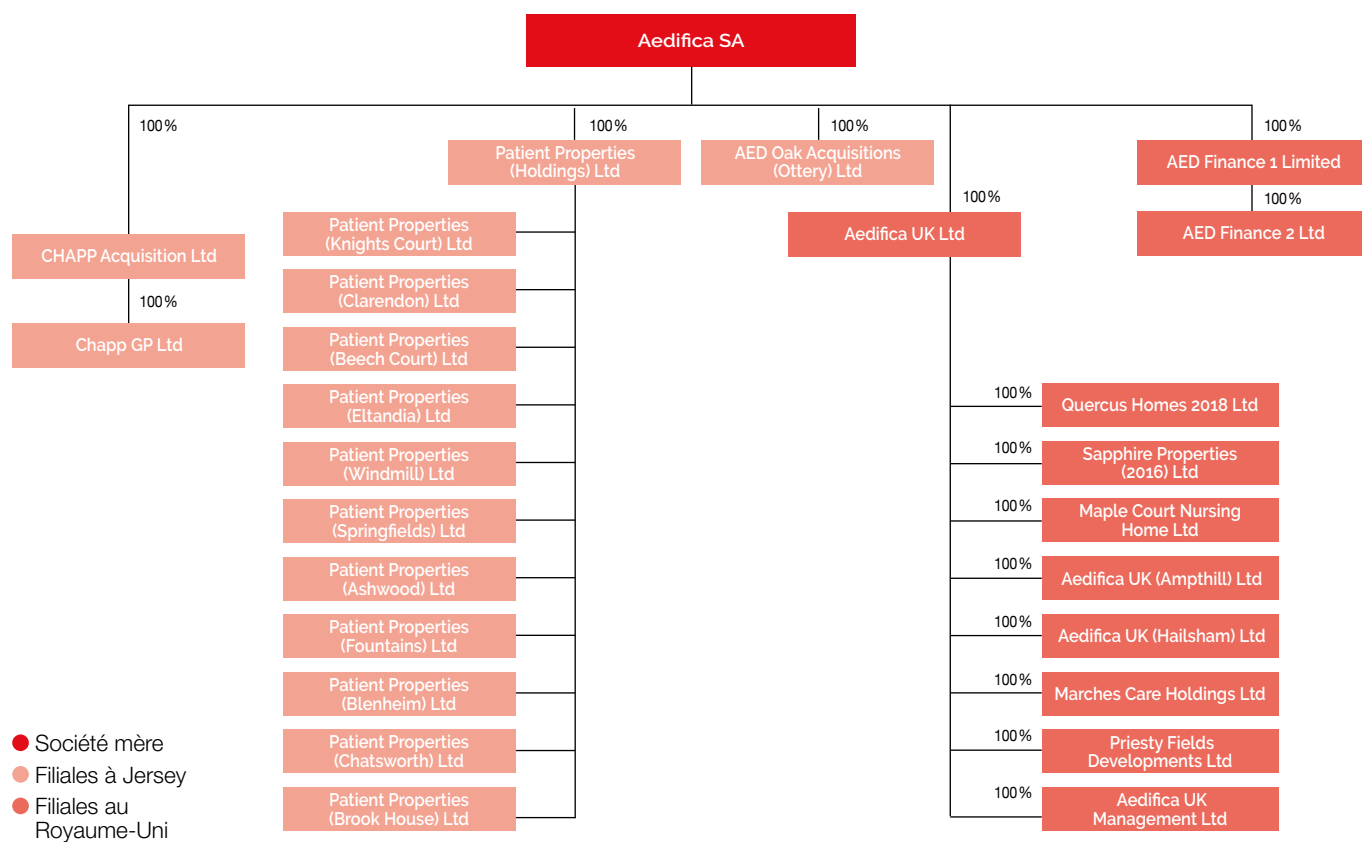 Aedifica SA
100%
CHAPP Acquisition Ltd
100%
Chapp GP Ltd
100%
Patient Properties
(Holdings) Ltd
Patient Properties
(Knights Court) Ltd
Patient Properties
(Clarendon) Ltd
Patient Properties
(Beech Court) Ltd
Patient Properties
(Eltandia) Ltd
Patient Properties
(Windmill) Ltd
Patient Properties
(Springfields) Ltd
Patient Properties
(Ashwood) Ltd
Patient Properties
(Fountains) Ltd
Patient Properties
(Blenheim) Ltd
Patient Properties
(Chatsworth) Ltd
Patient Properties
(Brook House) Ltd
100%
AED Oak Acquisitions
(Ottery) Ltd
100%
Aedifica UK Ltd
100%
Quercus Homes 2018 Ltd
100%
Sapphire Properties
(2016) Ltd
100%
Maple Court Nursing
Home Ltd
100%
Aedifica UK (Ampthill) Ltd
100%
Aedifica UK (Hailsham) Ltd
100%
Marches Care Holdings Ltd
100%
Priesty Fields
Developments Ltd
100%
Aedifica UK
Management Ltd
100%
AED Finance 1 Limited
100%
AED Finance 2 Ltd
Société mère
Filiales à Jersey
Filiales au
Royaume-Uni